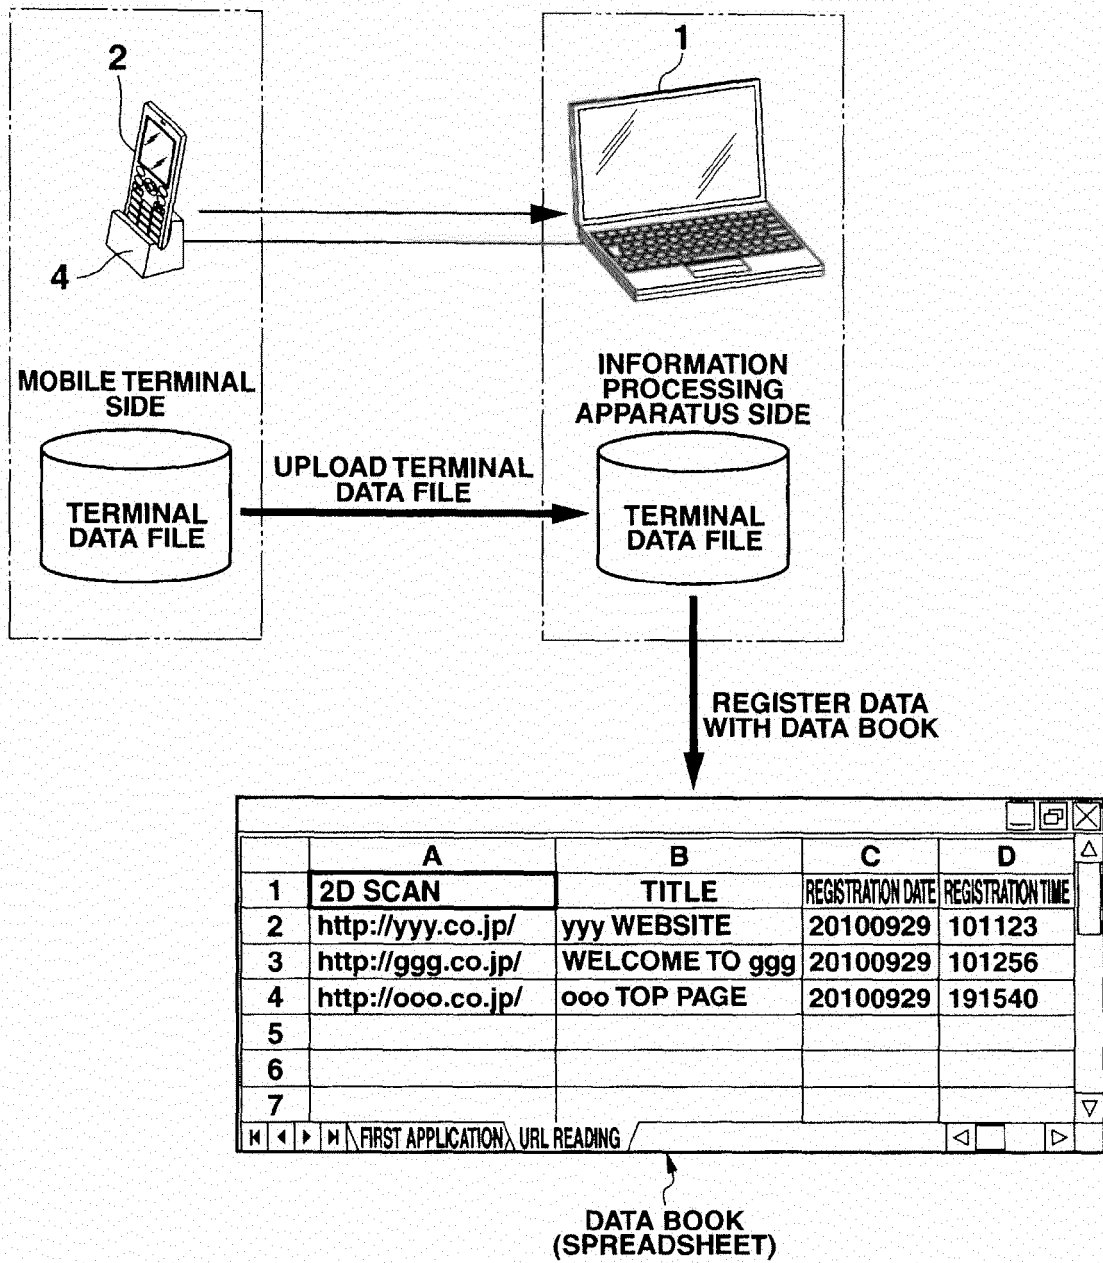 2
1
4
MOBILE TERMINAL
SIDE
INFORMATION
PROCESSING
APPARATUS SIDE
TERMINAL
DATA FILE
UPLOAD TERMINAL
DATA FILE
TERMINAL
DATA FILE
REGISTER DATA
WITH DATA BOOK
A B C D
1 2D SCAN TITLE REGISTRATION DATE REGISTRATION TIME
2 http://yyy.co.jp/ yyy WEBSITE 20100929 101123
3 http://ggg.co.jp/ WELCOME TO ggg 20100929 101256
4 http://ooo.co.jp/ ooo TOP PAGE 20100929 191540
5
6
7
FIRST APPLICATION URL READING
DATA BOOK
(SPREADSHEET)